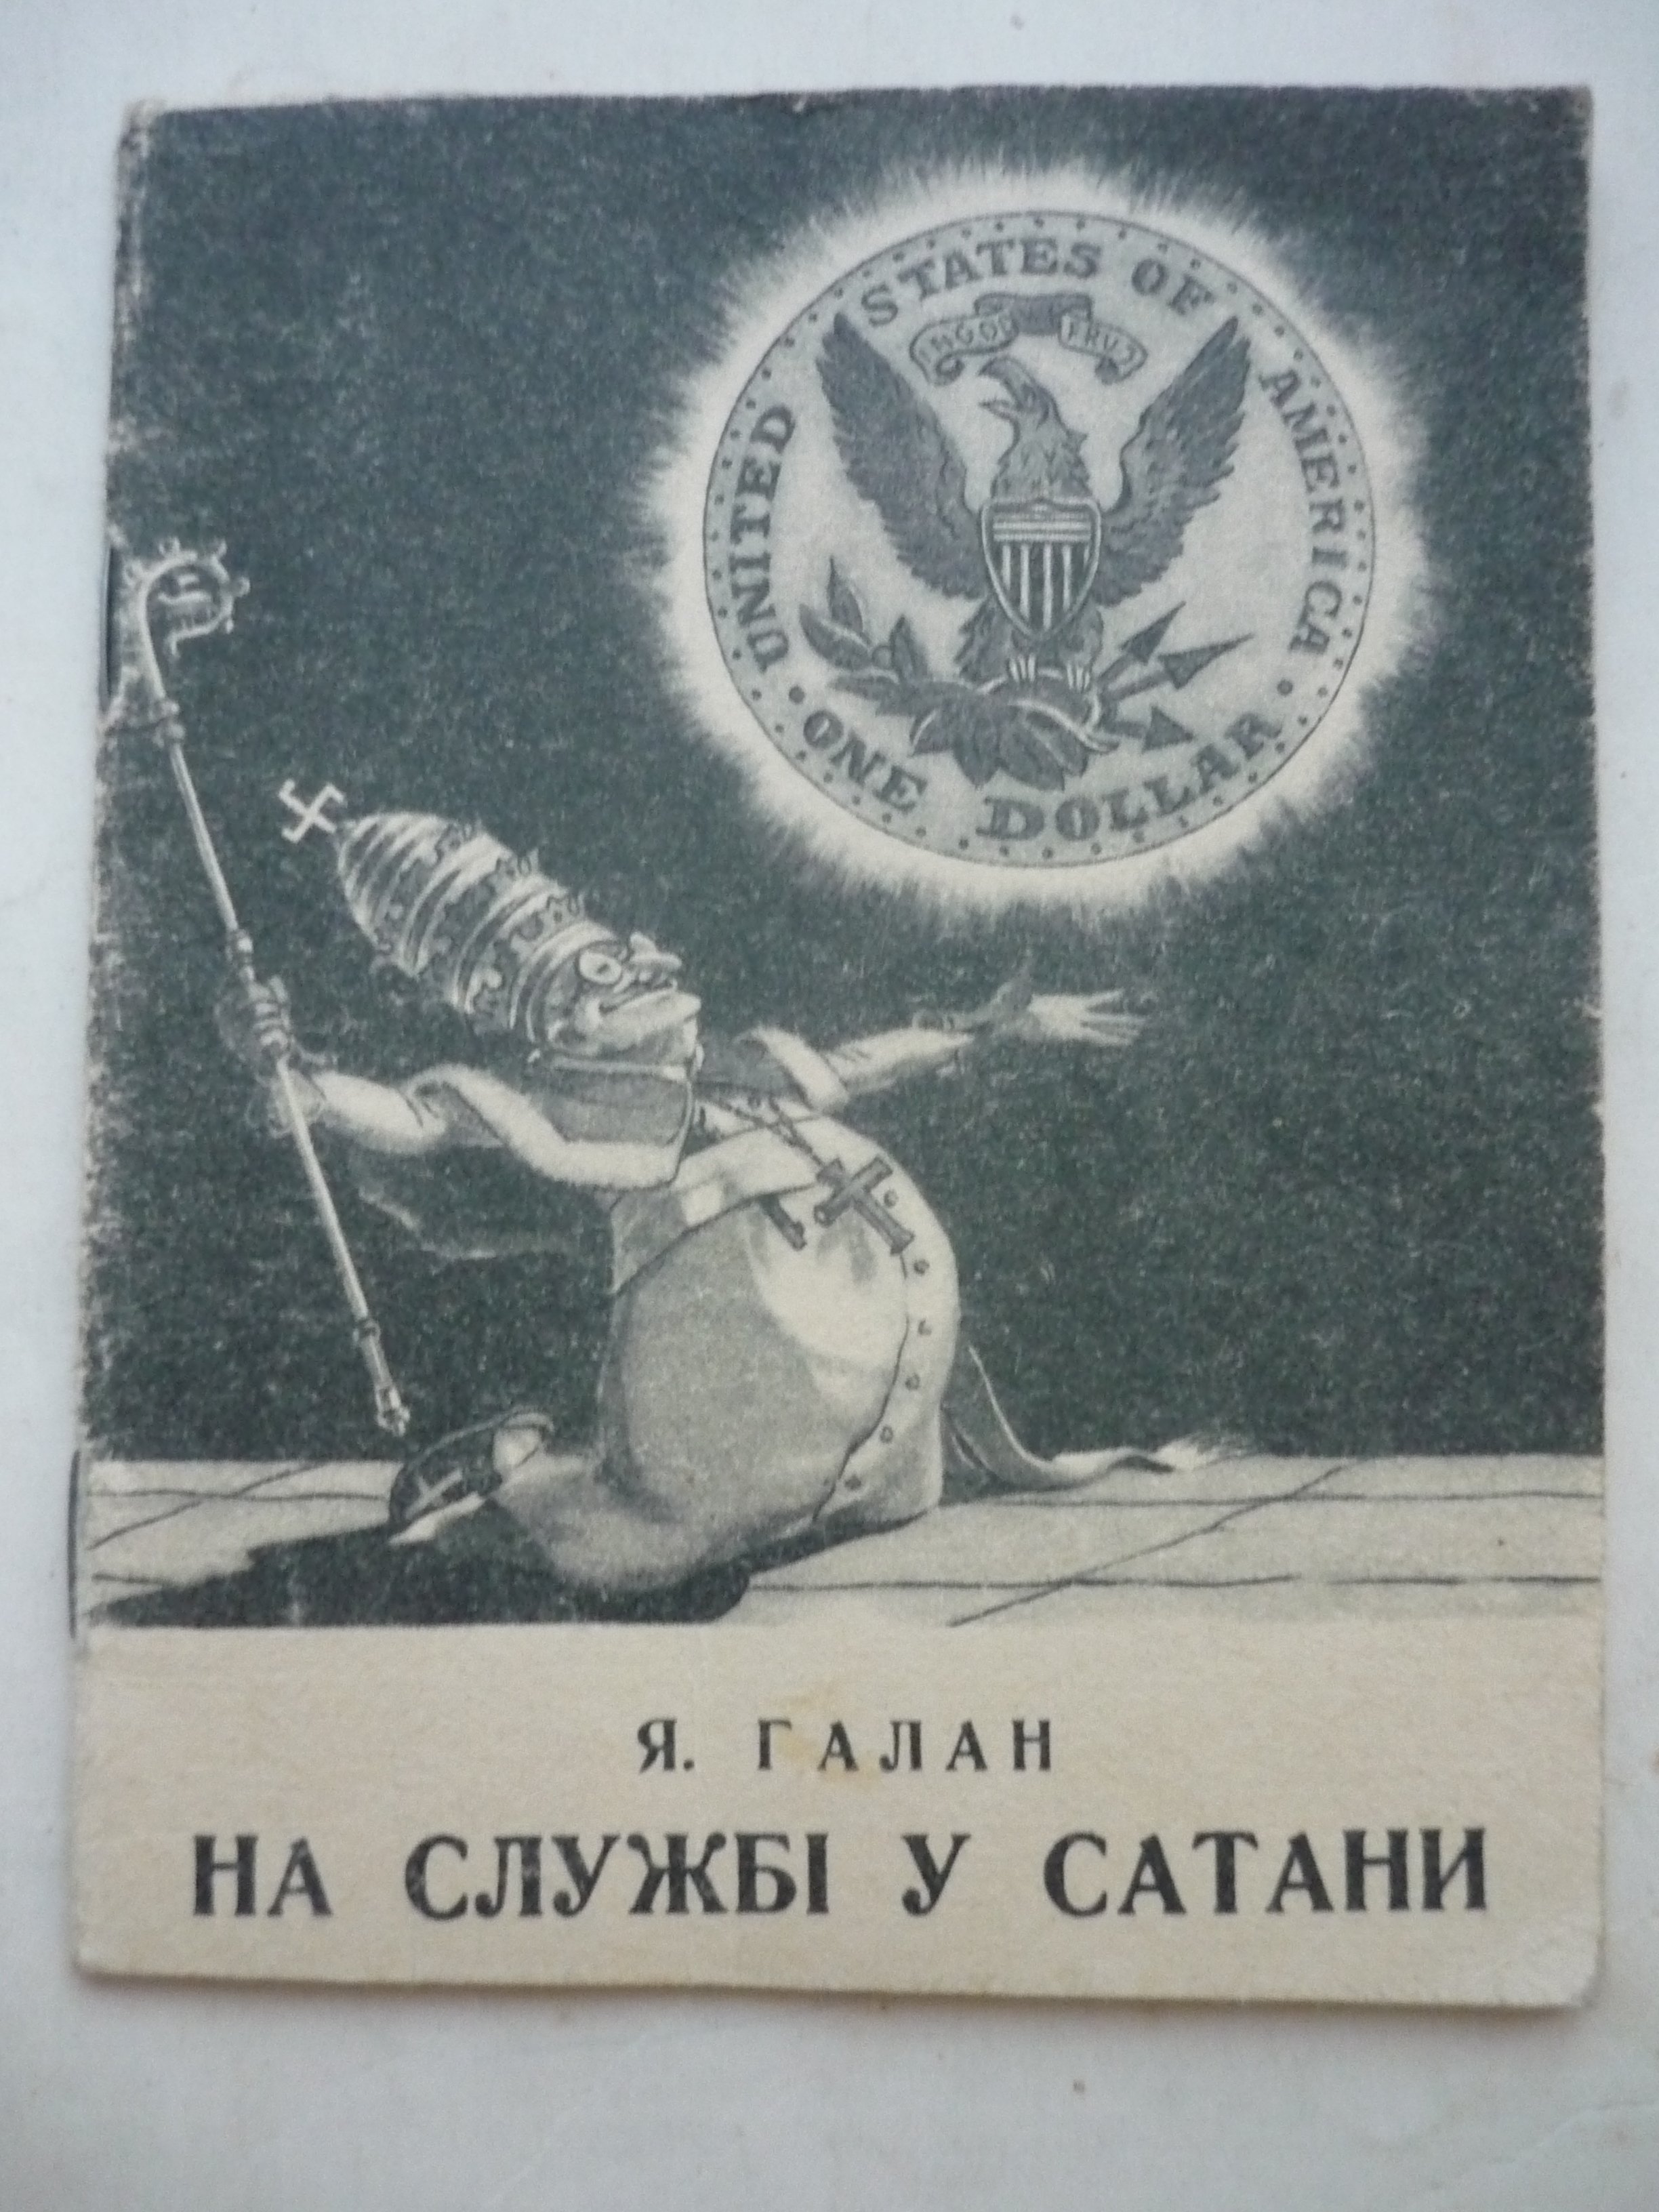 UNITED STATES OF AMERICA
ONE DOLLAR
Я. ГАЛАН
НА СЛУЖБІ У САТАНИ